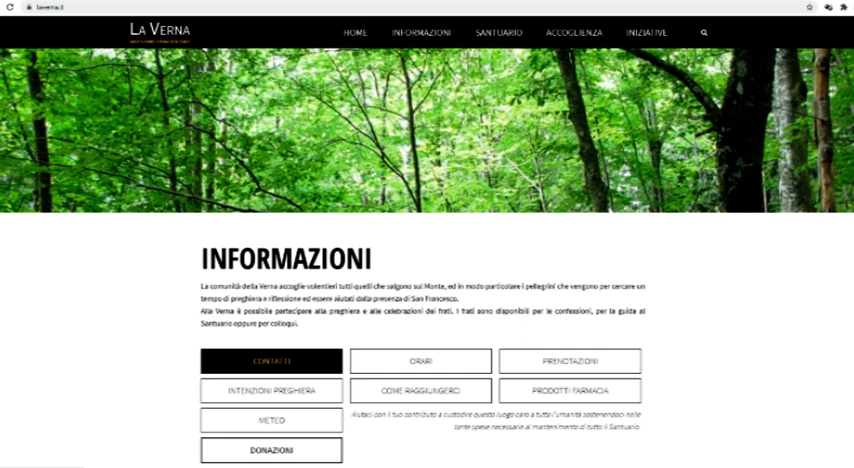 laverna.it
LA VERNA
HOME INFORMAZIONI SANTUARIO ACCOGLIENZA INIZIATIVE
INFORMAZIONI
La comunità della Verna accoglie volentieri tutti quelli che salgono sul Monte, ed in modo particolare i pellegrini che vengono per cercare un
tempo di preghiera e riflessione ed essere aiutati dalla presenza di San Francesco.
Alla Verna è possibile partecipare alla preghiera e alle celebrazioni dei frati. I frati sono disponibili per le confessioni, per la guida al
Santuario oppure per colloqui.
CONTATTI ORARI PRENOTAZIONI
INTENZIONI PREGHIERA COME RAGGIUNGERCI PRODOTTI FARMACIA
METEO
Aiutaci con il tuo contributo a custodire questo luogo caro a tutta l'umanità sostenendoci nelle
tante spese necessarie al mantenimento di tutto il Santuario
DONAZIONI